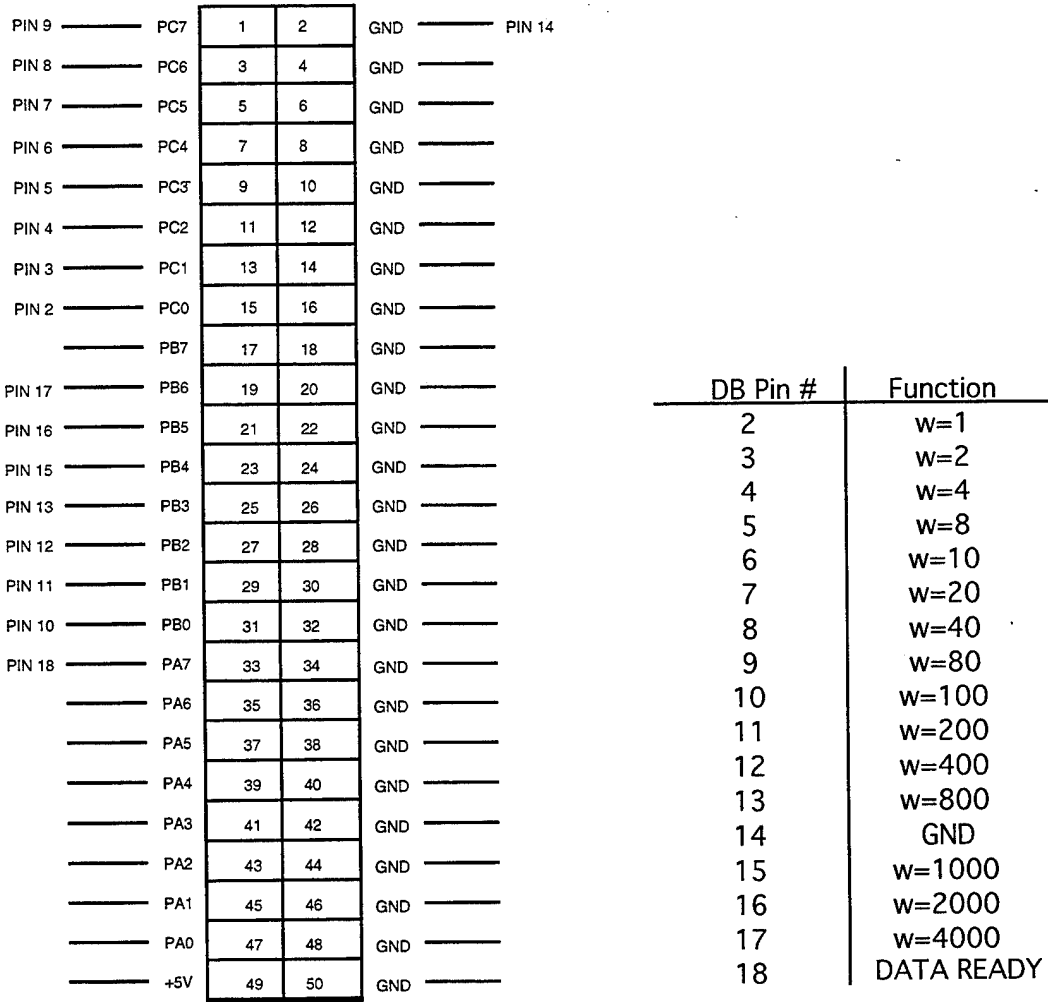 PIN 9 PC7 1 2 GND PIN 14
PIN 8 PC6 3 4 GND
PIN 7 PC5 5 6 GND
PIN 6 PC4 7 8 GND
PIN 5 PC3 9 10 GND
PIN 4 PC2 11 12 GND
PIN 3 PC1 13 14 GND
PIN 2 PC0 15 16 GND
PB7 17 18 GND
PIN 17 PB6 19 20 GND
PIN 16 PB5 21 22 GND
PIN 15 PB4 23 24 GND
PIN 13 PB3 25 26 GND
PIN 12 PB2 27 28 GND
PIN 11 PB1 29 30 GND
PIN 10 PB0 31 32 GND
PIN 18 PA7 33 34 GND
PA6 35 36 GND
PA5 37 38 GND
PA4 39 40 GND
PA3 41 42 GND
PA2 43 44 GND
PA1 45 46 GND
PA0 47 48 GND
+5V 49 50 GND
DB Pin # Function
2 w=1
3 w=2
4 w=4
5 w=8
6 w=10
7 w=20
8 w=40
9 w=80
10 w=100
11 w=200
12 w=400
13 w=800
14 GND
15 w=1000
16 w=2000
17 w=4000
18 DATA READY